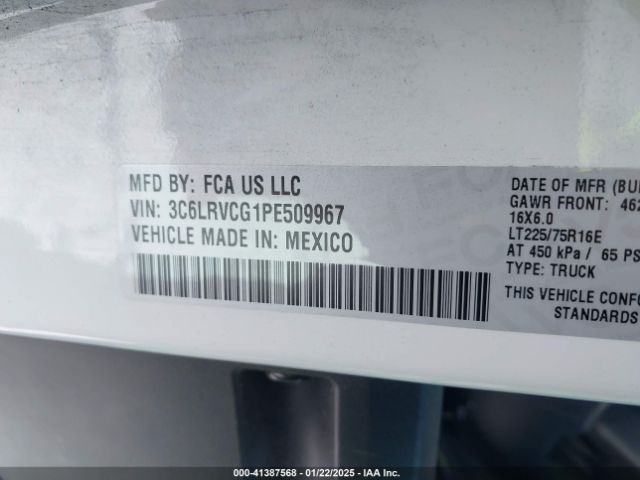 MFD BY: FCA US LLC
VIN: 3C6LRVCG1PE509967
VEHICLE MADE IN: MEXICO
DATE OF MFR (BU
GAWR FRONT: 462
16X6.0
LT225/75R16E
AT 450 kPa / 65 PS
TYPE: TRUCK
THIS VEHICLE CONFO
STANDARDS
000-41387568 - 01/22/2025 - IAA Inc.